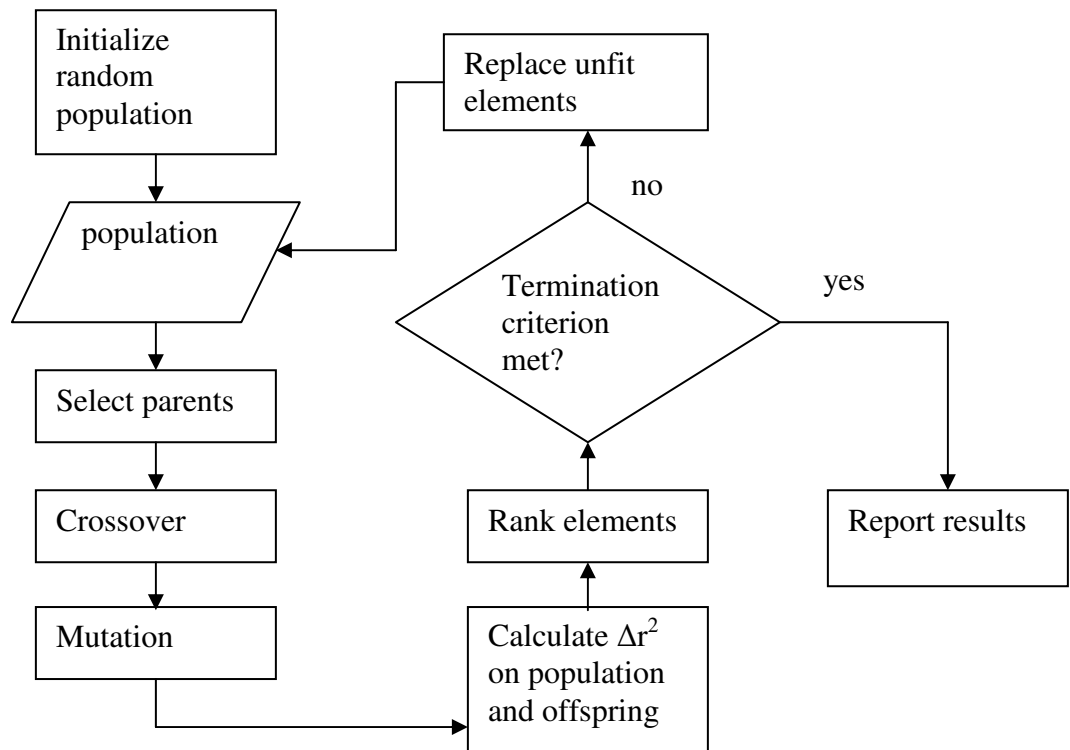 Initialize
random
population
population
Select parents
Crossover
Mutation
Calculate Δr²
on population
and offspring
Rank elements
Termination
criterion
met?
no
Replace unfit
elements
yes
Report results